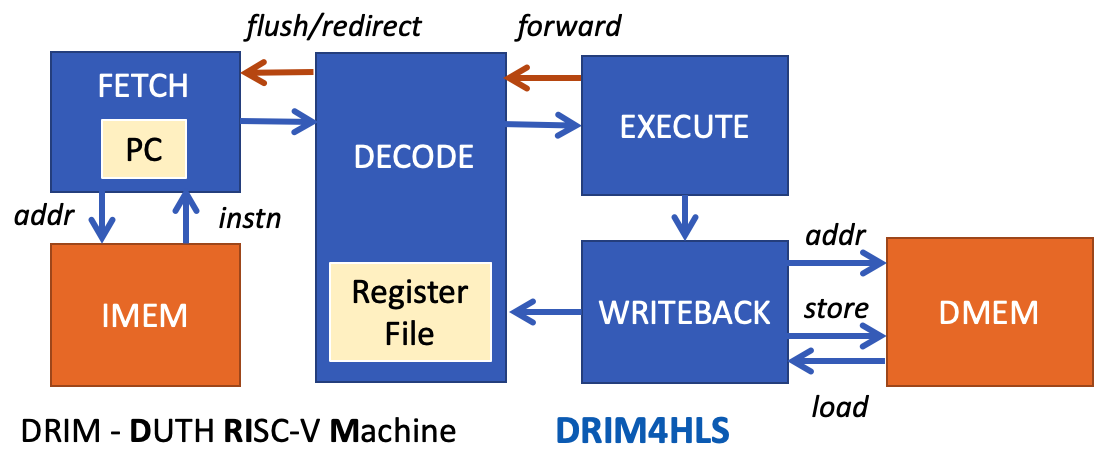 flush/redirect
forward
FETCH
PC
DECODE
EXECUTE
addr
instn
IMEM
Register
File
WRITEBACK
addr
store
load
DMEM
DRIM - DUTH RISC-V Machine
DRIM4HLS